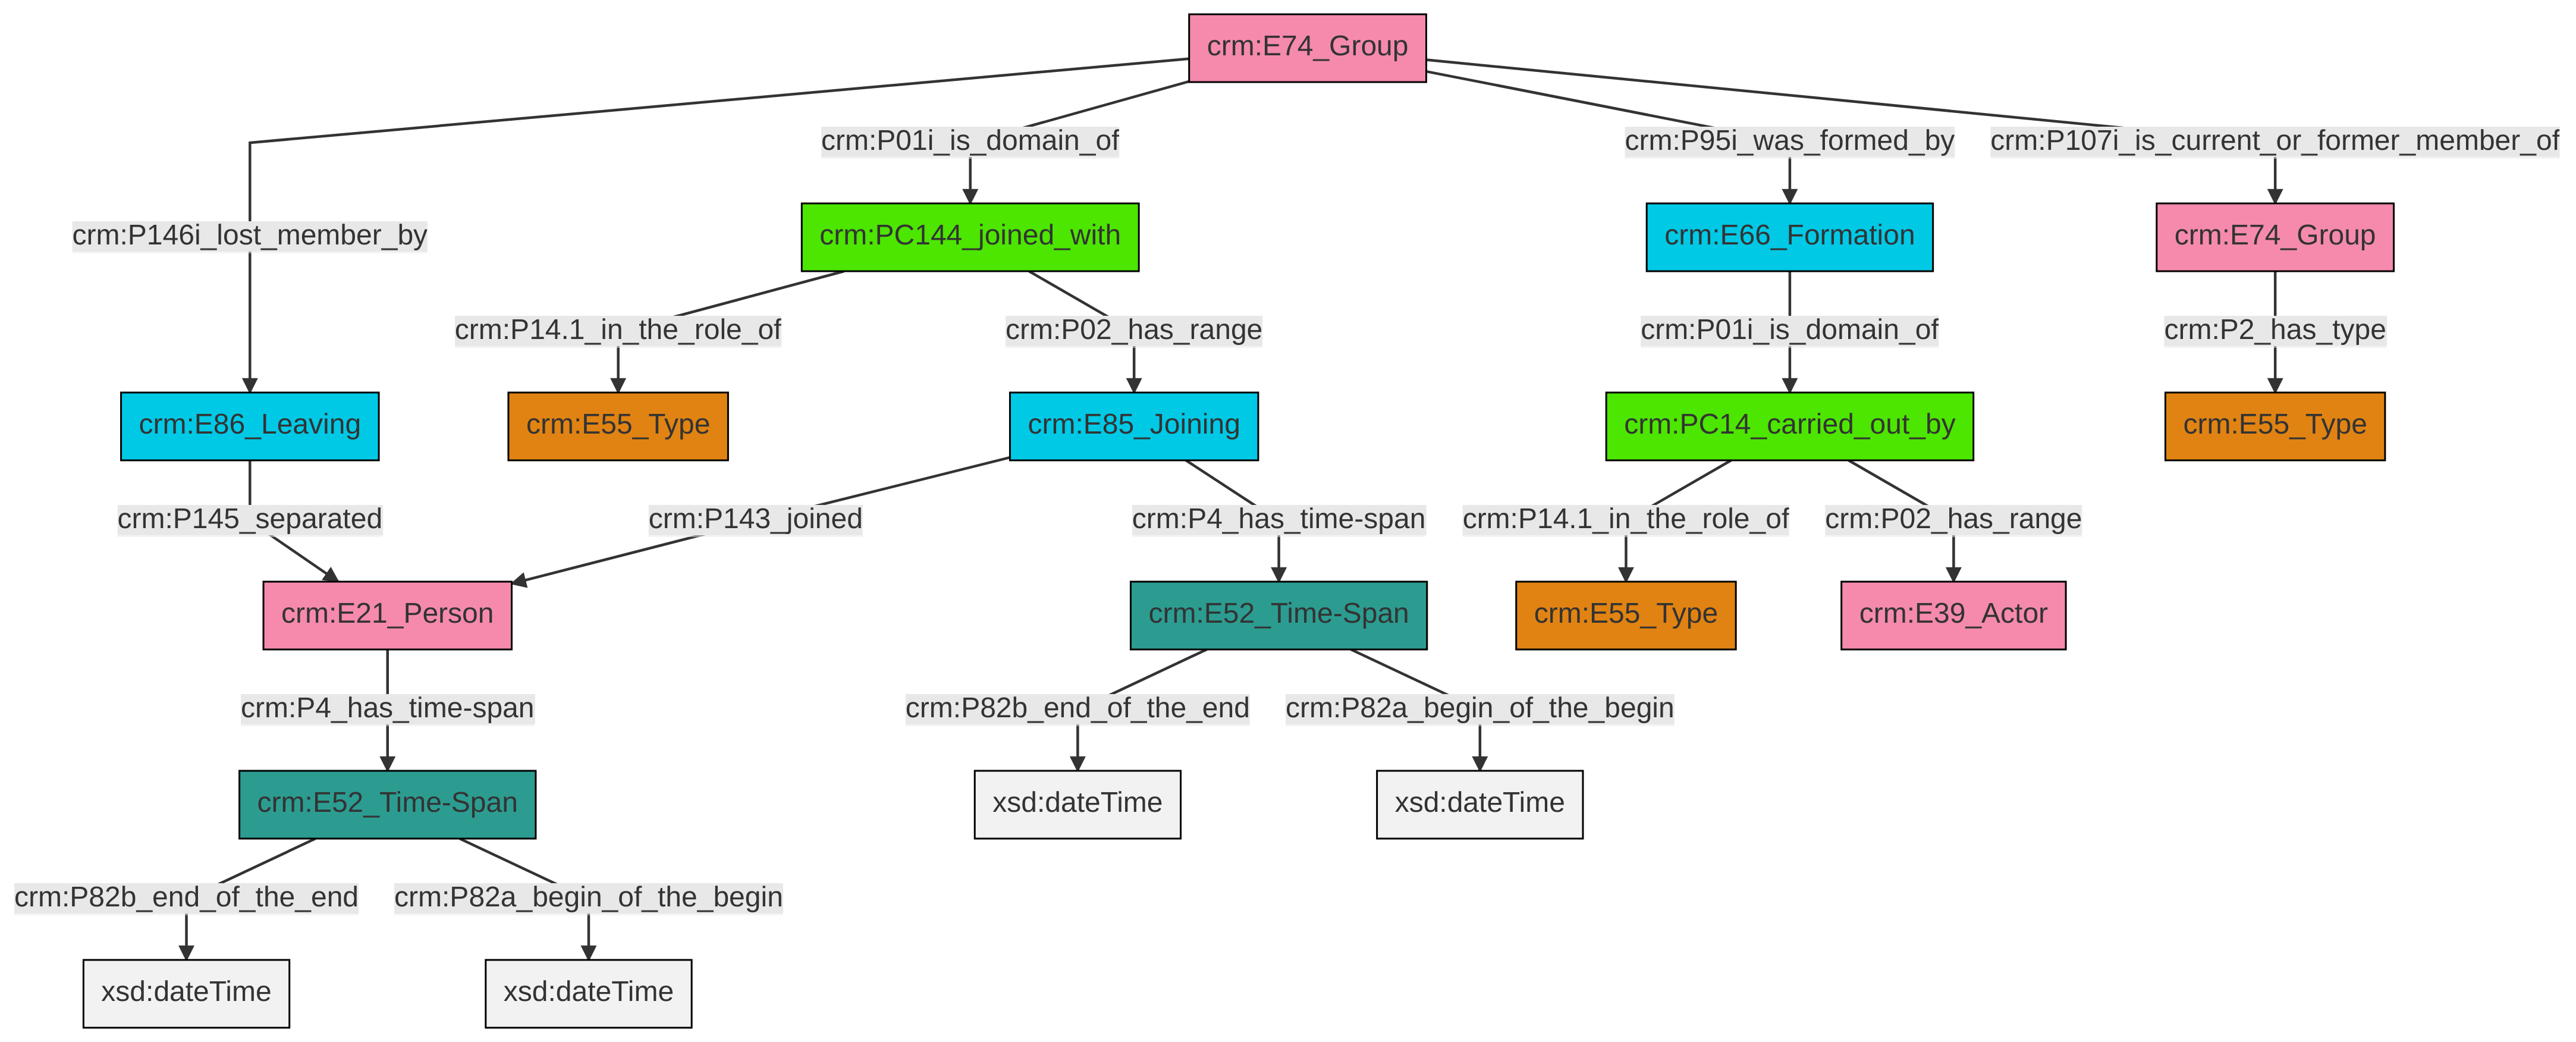 crm:E74_Group
crm:P01i_is_domain_of
crm:P95i_was_formed_by
crm:P107i_is_current_or_former_member_of
crm:P146i_lost_member_by
crm:PC144_joined_with
crm:E66_Formation
crm:E74_Group
crm:P14.1_in_the_role_of
crm:P02_has_range
crm:P01i_is_domain_of
crm:P2_has_type
crm:E86_Leaving
crm:E55_Type
crm:E85_Joining
crm:PC14_carried_out_by
crm:E55_Type
crm:P145_separated
crm:P143_joined
crm:P4_has_time-span
crm:P14.1_in_the_role_of
crm:P02_has_range
crm:E21_Person
crm:E52_Time-Span
crm:E55_Type
crm:E39_Actor
crm:P4_has_time-span
crm:P82b_end_of_the_end
crm:P82a_begin_of_the_begin
crm:E52_Time-Span
xsd:dateTime
xsd:dateTime
crm:P82b_end_of_the_end
crm:P82a_begin_of_the_begin
xsd:dateTime
xsd:dateTime